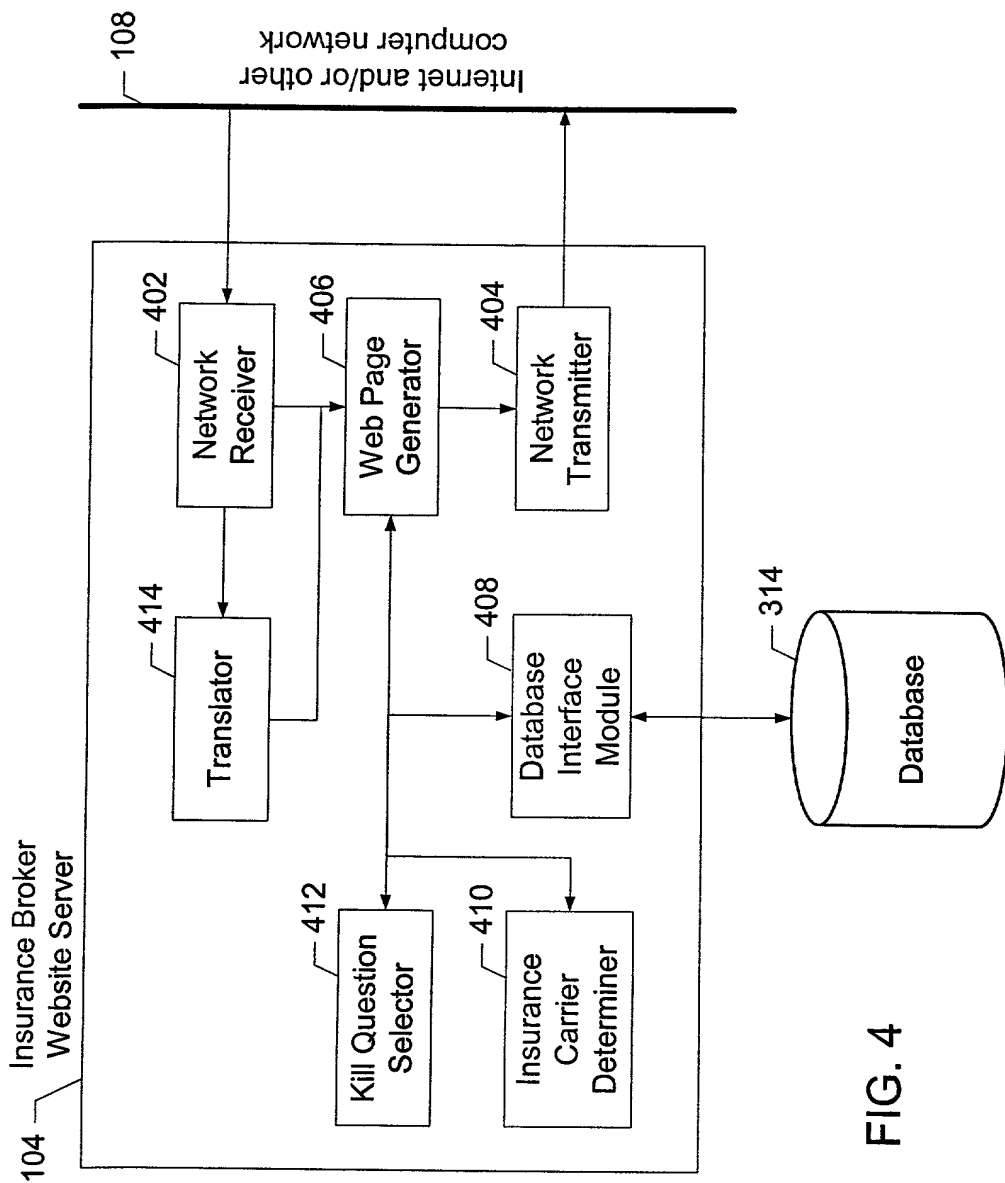 104
Insurance Broker
Website Server
108
Internet and/or other
computer network
414
Translator
402
Network
Receiver
406
Web Page
Generator
412
Kill Question
Selector
410
Insurance
Carrier
Determiner
408
Database
Interface
Module
404
Network
Transmitter
314
Database
FIG. 4